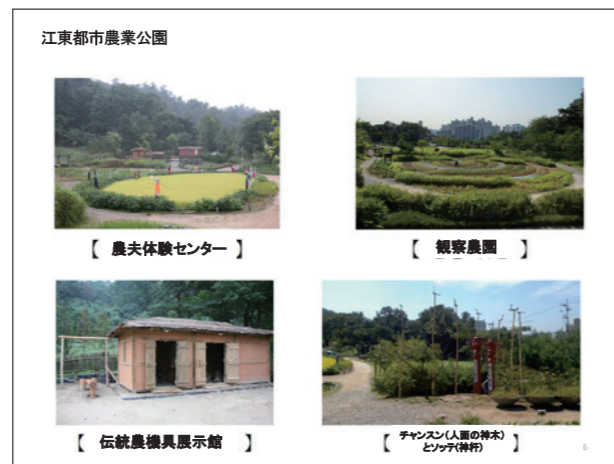 江東都市農業公園
【 農夫体験センター 】
【 観察農園 】
【 伝統農機具展示館 】
【 チャンスン(人面の神木)
とソッテ(神杆) 】
6